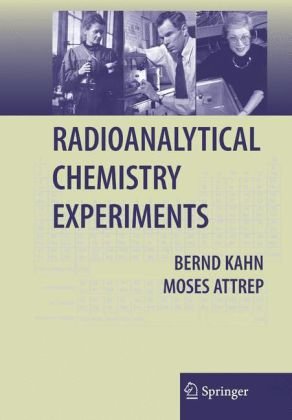 RADIOANALYTICAL
CHEMISTRY
EXPERIMENTS
BERND KAHN
MOSES ATTREP
Springer